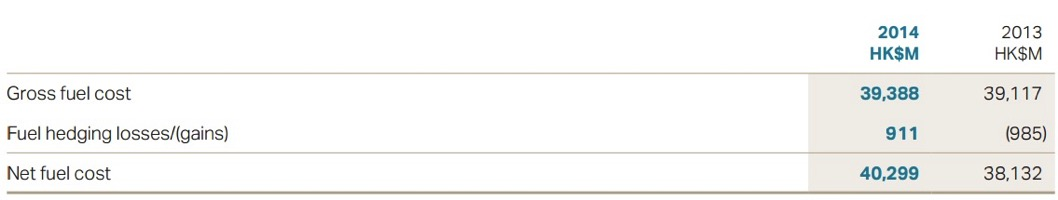 2014 2013
HK$M HK$M
Gross fuel cost 39,388 39,117
Fuel hedging losses/(gains) 911 (985)
Net fuel cost 40,299 38,132